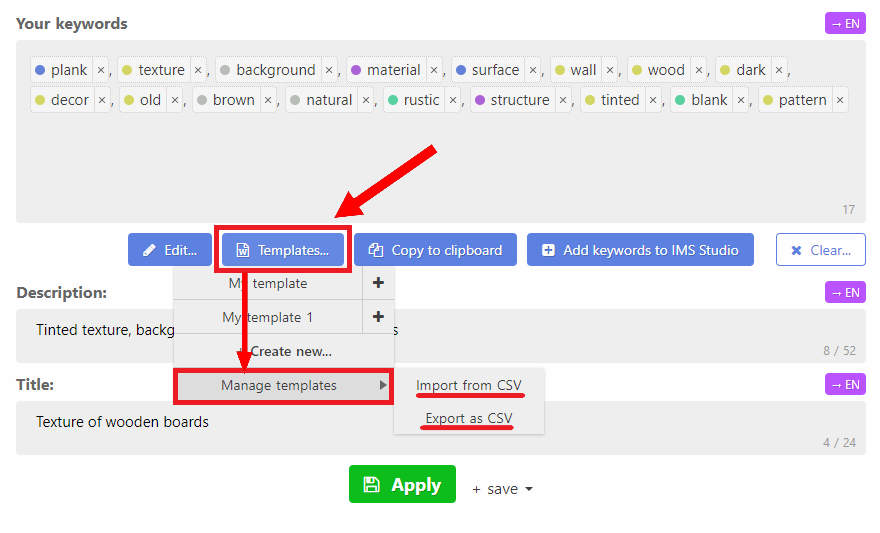 Your keywords
→ EN
plank ×, texture ×, background ×, material ×, surface ×, wall ×, wood ×, dark ×,
decor ×, old ×, brown ×, natural ×, rustic ×, structure ×, tinted ×, blank ×, pattern ×
17
Edit... Templates... Copy to clipboard Add keywords to IMS Studio × Clear...
My template +
Description:
→ EN
My template 1 +
Tinted texture, backg s
Create new...
8 / 52
Title:
→ EN
Manage templates
Import from CSV
Export as CSV
Texture of wooden boards
4 / 24
Apply
+ save